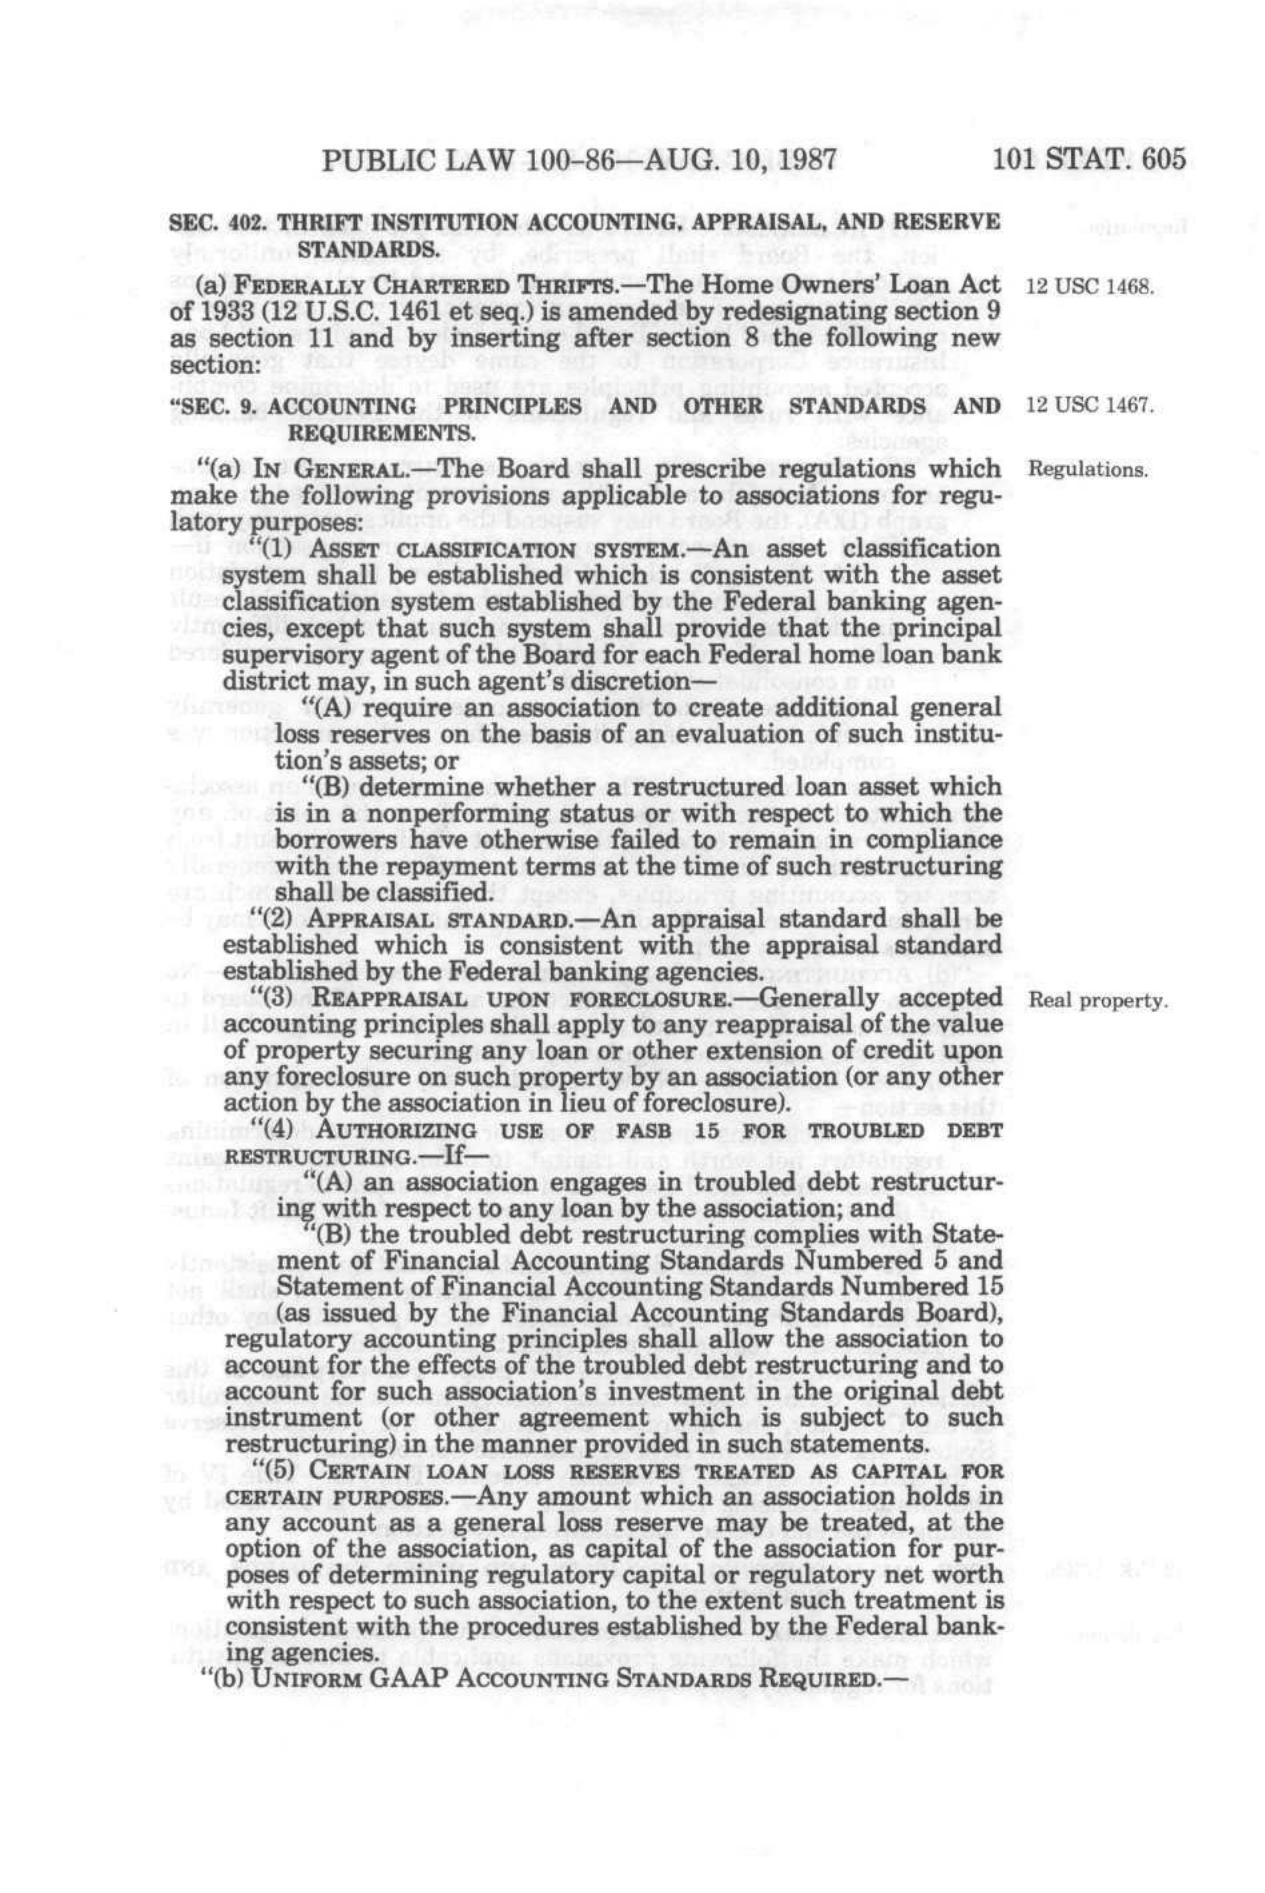 PUBLIC LAW 100-86—AUG. 10, 1987 101 STAT. 605
SEC. 402. THRIFT INSTITUTION ACCOUNTING, APPRAISAL, AND RESERVE
STANDARDS.
(a) FEDERALLY CHARTERED THRIFTS.—The Home Owners' Loan Act 12 USC 1468.
of 1933 (12 U.S.C. 1461 et seq.) is amended by redesignating section 9
as section 11 and by inserting after section 8 the following new
section:
"SEC. 9. ACCOUNTING PRINCIPLES AND OTHER STANDARDS AND 12 USC 1467.
REQUIREMENTS.
"(a) IN GENERAL.—The Board shall prescribe regulations which Regulations.
make the following provisions applicable to associations for regu-
latory purposes:
"(1) ASSET CLASSIFICATION SYSTEM.—An asset classification
system shall be established which is consistent with the asset
classification system established by the Federal banking agen-
cies, except that such system shall provide that the principal
supervisory agent of the Board for each Federal home loan bank
district may, in such agent's discretion—
"(A) require an association to create additional general
loss reserves on the basis of an evaluation of such institu-
tion's assets; or
"(B) determine whether a restructured loan asset which
is in a nonperforming status or with respect to which the
borrowers have otherwise failed to remain in compliance
with the repayment terms at the time of such restructuring
shall be classified.
"(2) APPRAISAL STANDARD.—An appraisal standard shall be
established which is consistent with the appraisal standard
established by the Federal banking agencies.
"(3) REAPPRAISAL UPON FORECLOSURE.—Generally accepted Real property.
accounting principles shall apply to any reappraisal of the value
of property securing any loan or other extension of credit upon
any foreclosure on such property by an association (or any other
action by the association in lieu of foreclosure).
"(4) AUTHORIZING USE OF FASB 15 FOR TROUBLED DEBT
RESTRUCTURING.—If—
"(A) an association engages in troubled debt restructur-
ing with respect to any loan by the association; and
"(B) the troubled debt restructuring complies with State-
ment of Financial Accounting Standards Numbered 5 and
Statement of Financial Accounting Standards Numbered 15
(as issued by the Financial Accounting Standards Board),
regulatory accounting principles shall allow the association to
account for the effects of the troubled debt restructuring and to
account for such association's investment in the original debt
instrument (or other agreement which is subject to such
restructuring) in the manner provided in such statements.
"(5) CERTAIN LOAN LOSS RESERVES TREATED AS CAPITAL FOR
CERTAIN PURPOSES.—Any amount which an association holds in
any account as a general loss reserve may be treated, at the
option of the association, as capital of the association for pur-
poses of determining regulatory capital or regulatory net worth
with respect to such association, to the extent such treatment is
consistent with the procedures established by the Federal bank-
ing agencies.
"(b) UNIFORM GAAP ACCOUNTING STANDARDS REQUIRED.—